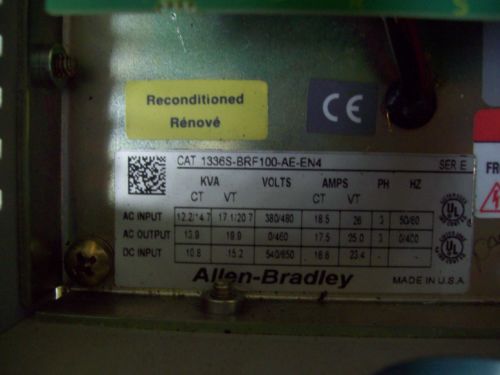 Reconditioned
Rénové
CE
CAT 1336S-BRF100-AE-EN4 SER E
KVA VOLTS AMPS PH HZ
CT VT CT VT
AC INPUT 12.2/14.7 17.1/20.7 380/480 18.5 26 3 50/60
AC OUTPUT 13.9 19.9 0/460 17.5 25.0 3 0/400
DC INPUT 10.8 15.2 540/650 16.6 23.4 - -
Allen-Bradley
MADE IN U.S.A.
UL
UL